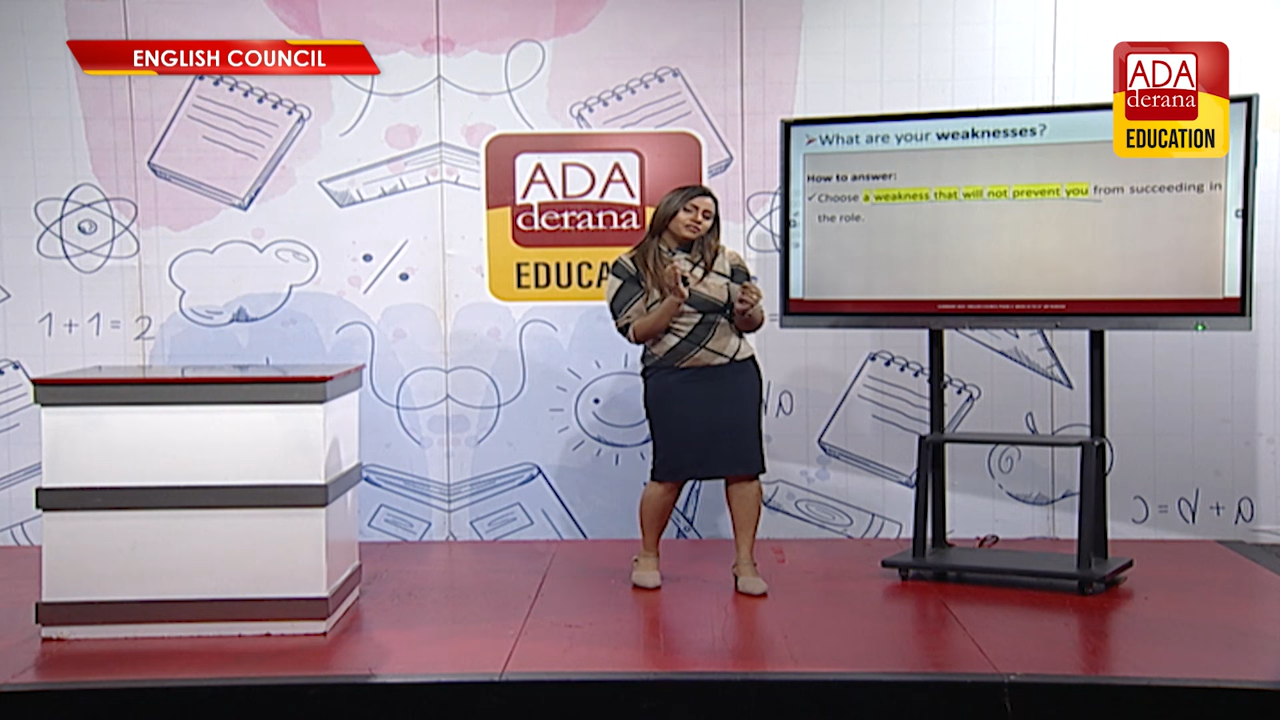 ENGLISH COUNCIL
ADA
derana
EDUCATION
ADA
derana
EDUCA
What are your weaknesses?
How to answer:
✓Choose a weakness that will not prevent you from succeeding in
the role.
1+1=2